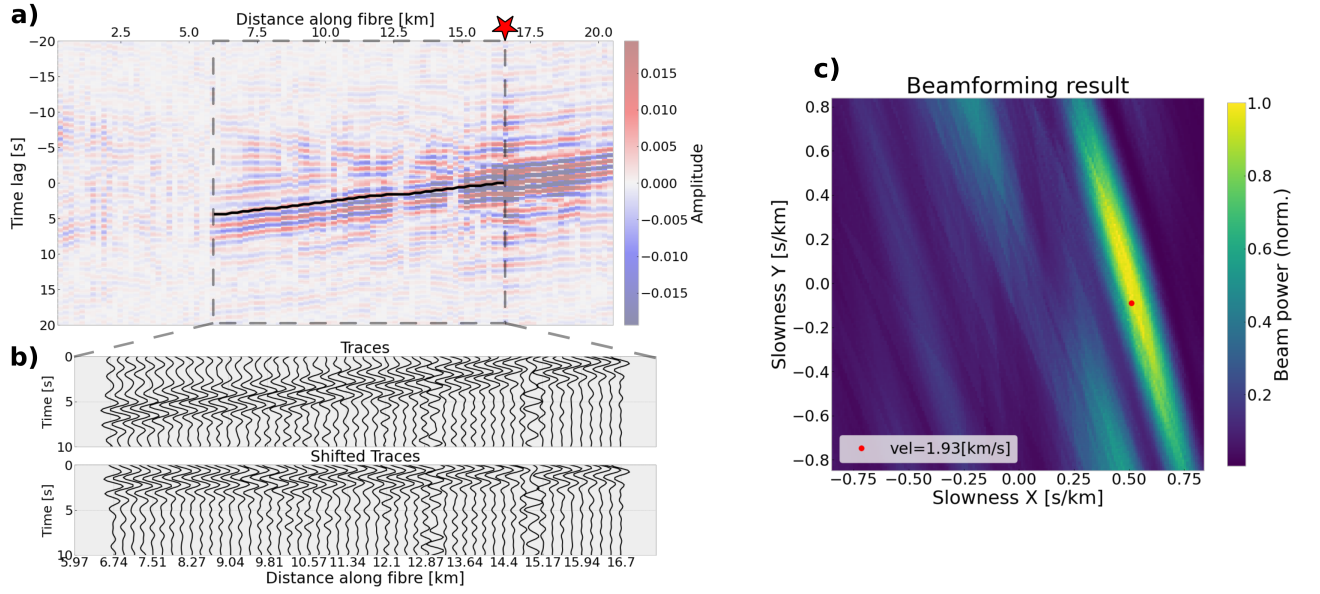 a)
Distance along fibre [km]
2.5 5.0 7.5 10.0 12.5 15.0 17.5 20.0
Time lag [s]
−20
−15
−10
−5
0
5
10
15
20
0.015
0.010
0.005
0.000
−0.005
−0.010
−0.015
Amplitude
b)
Traces
Time [s]
0
5
10
Shifted Traces
Time [s]
0
5
10
5.97 6.74 7.51 8.27 9.04 9.81 10.57 11.34 12.1 12.87 13.64 14.4 15.17 15.94 16.7
Distance along fibre [km]
c)
Beamforming result
Slowness Y [s/km]
0.8
0.6
0.4
0.2
0.0
−0.2
−0.4
−0.6
−0.8
vel=1.93[km/s]
−0.75 −0.50 −0.25 0.00 0.25 0.50 0.75
Slowness X [s/km]
1.0
0.8
0.6
0.4
0.2
Beam power (norm.)